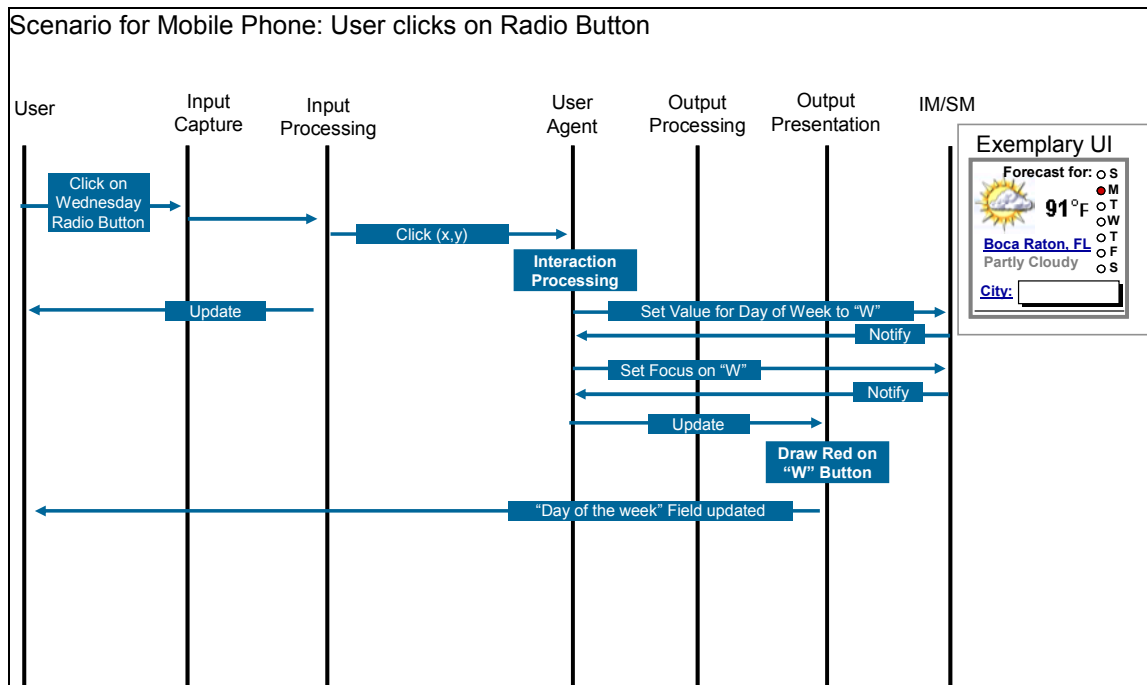 Scenario for Mobile Phone: User clicks on Radio Button
User
Input
Capture
Input
Processing
User
Agent
Output
Processing
Output
Presentation
IM/SM
Exemplary UI
Forecast for:
S
M
T
W
T
F
S
91°F
Boca Raton, FL
Partly Cloudy
City:
Click on
Wednesday
Radio Button
Click (x,y)
Interaction
Processing
Update
Set Value for Day of Week to “W”
Notify
Set Focus on “W”
Notify
Update
Draw Red on
“W” Button
“Day of the week” Field updated